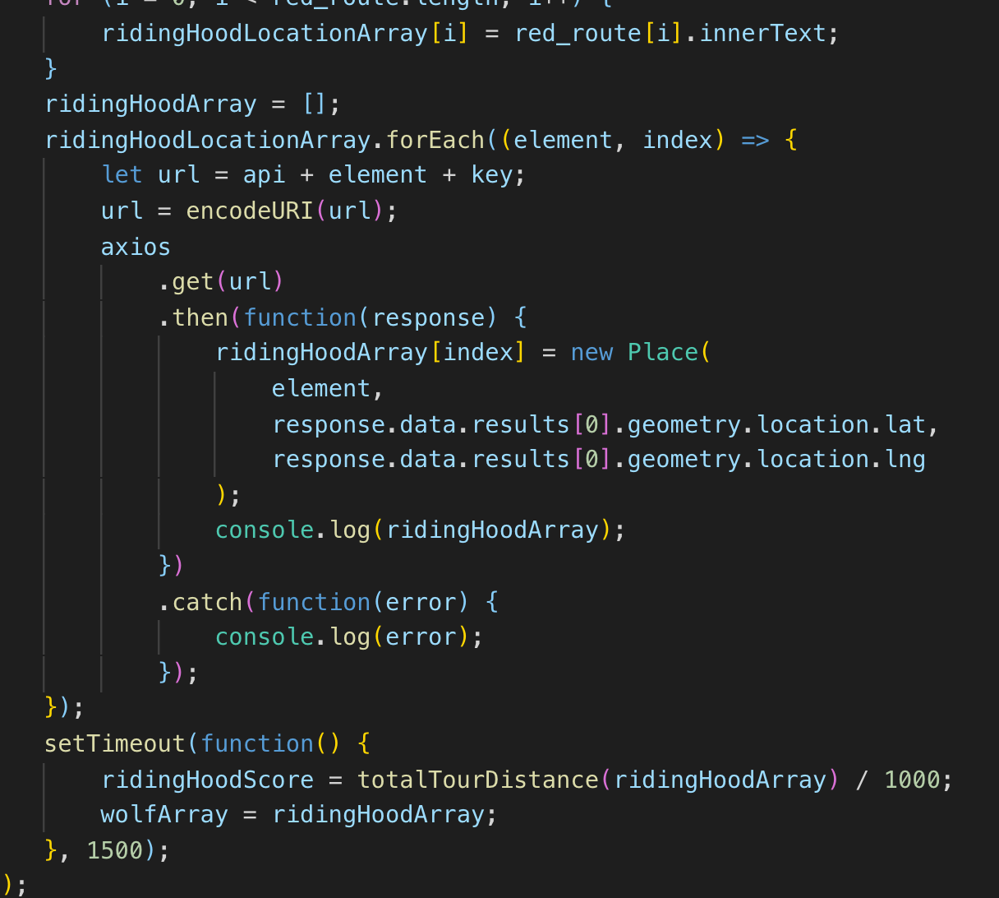 for (i = 0; i < red_route.length; i++) {
ridingHoodLocationArray[i] = red_route[i].innerText;
}
ridingHoodArray = [];
ridingHoodLocationArray.forEach((element, index) => {
let url = api + element + key;
url = encodeURI(url);
axios
.get(url)
.then(function(response) {
ridingHoodArray[index] = new Place(
element,
response.data.results[0].geometry.location.lat,
response.data.results[0].geometry.location.lng
);
console.log(ridingHoodArray);
})
.catch(function(error) {
console.log(error);
});
});
setTimeout(function() {
ridingHoodScore = totalTourDistance(ridingHoodArray) / 1000;
wolfArray = ridingHoodArray;
}, 1500);
);